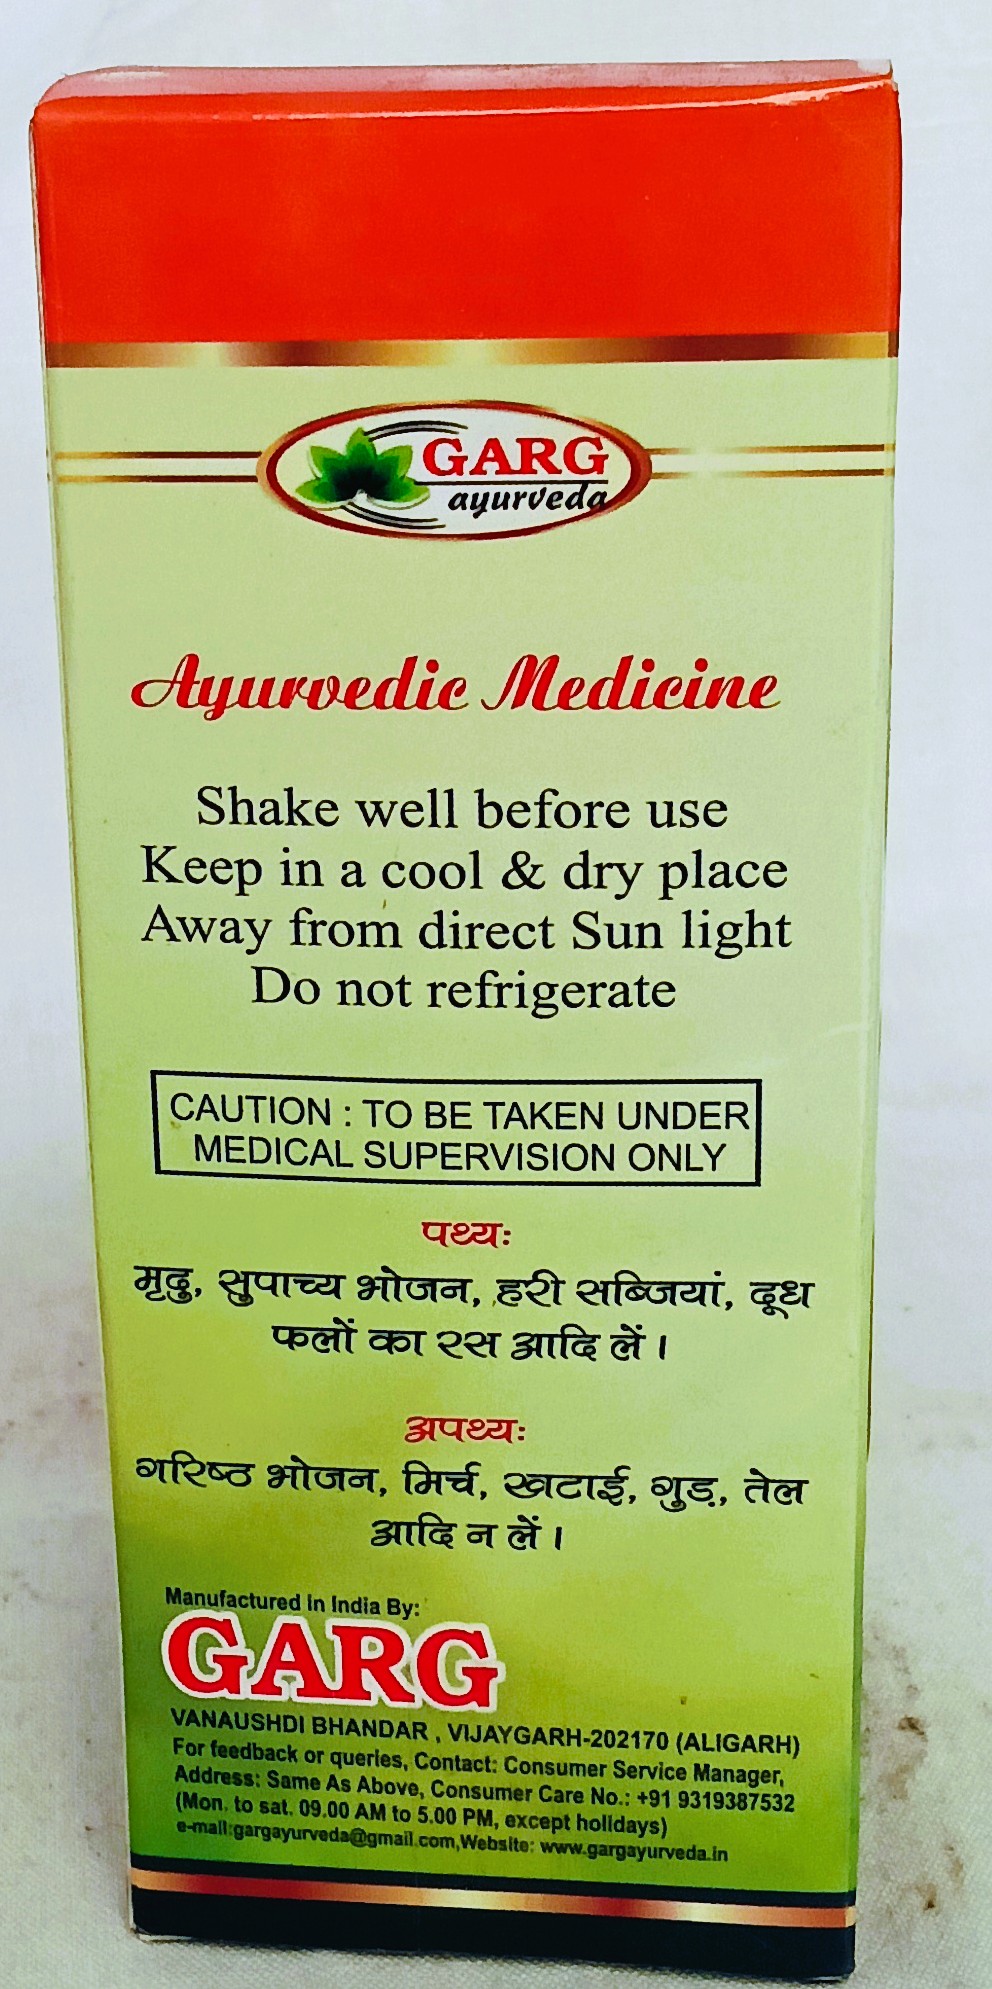 GARG
ayurveda
Ayurvedic Medicine
Shake well before use
Keep in a cool & dry place
Away from direct Sun light
Do not refrigerate
CAUTION : TO BE TAKEN UNDER
MEDICAL SUPERVISION ONLY
पथ्यः
मृदु, सुपाच्य भोजन, हरी सब्जियां, दूध
फलों का रस आदि लें।
अपथ्यः
गरिष्ठ भोजन, मिर्च, खटाई, गुड़, तेल
आदि न लें।
Manufactured in India By:
GARG
VANAUSHDI BHANDAR , VIJAYGARH-202170 (ALIGARH)
For feedback or queries, Contact: Consumer Service Manager,
Address: Same As Above, Consumer Care No.: +91 9319387532
(Mon. to sat. 09.00 AM to 5.00 PM, except holidays)
e-mail:gargayurveda@gmail.com,Website: www.gargayurveda.in